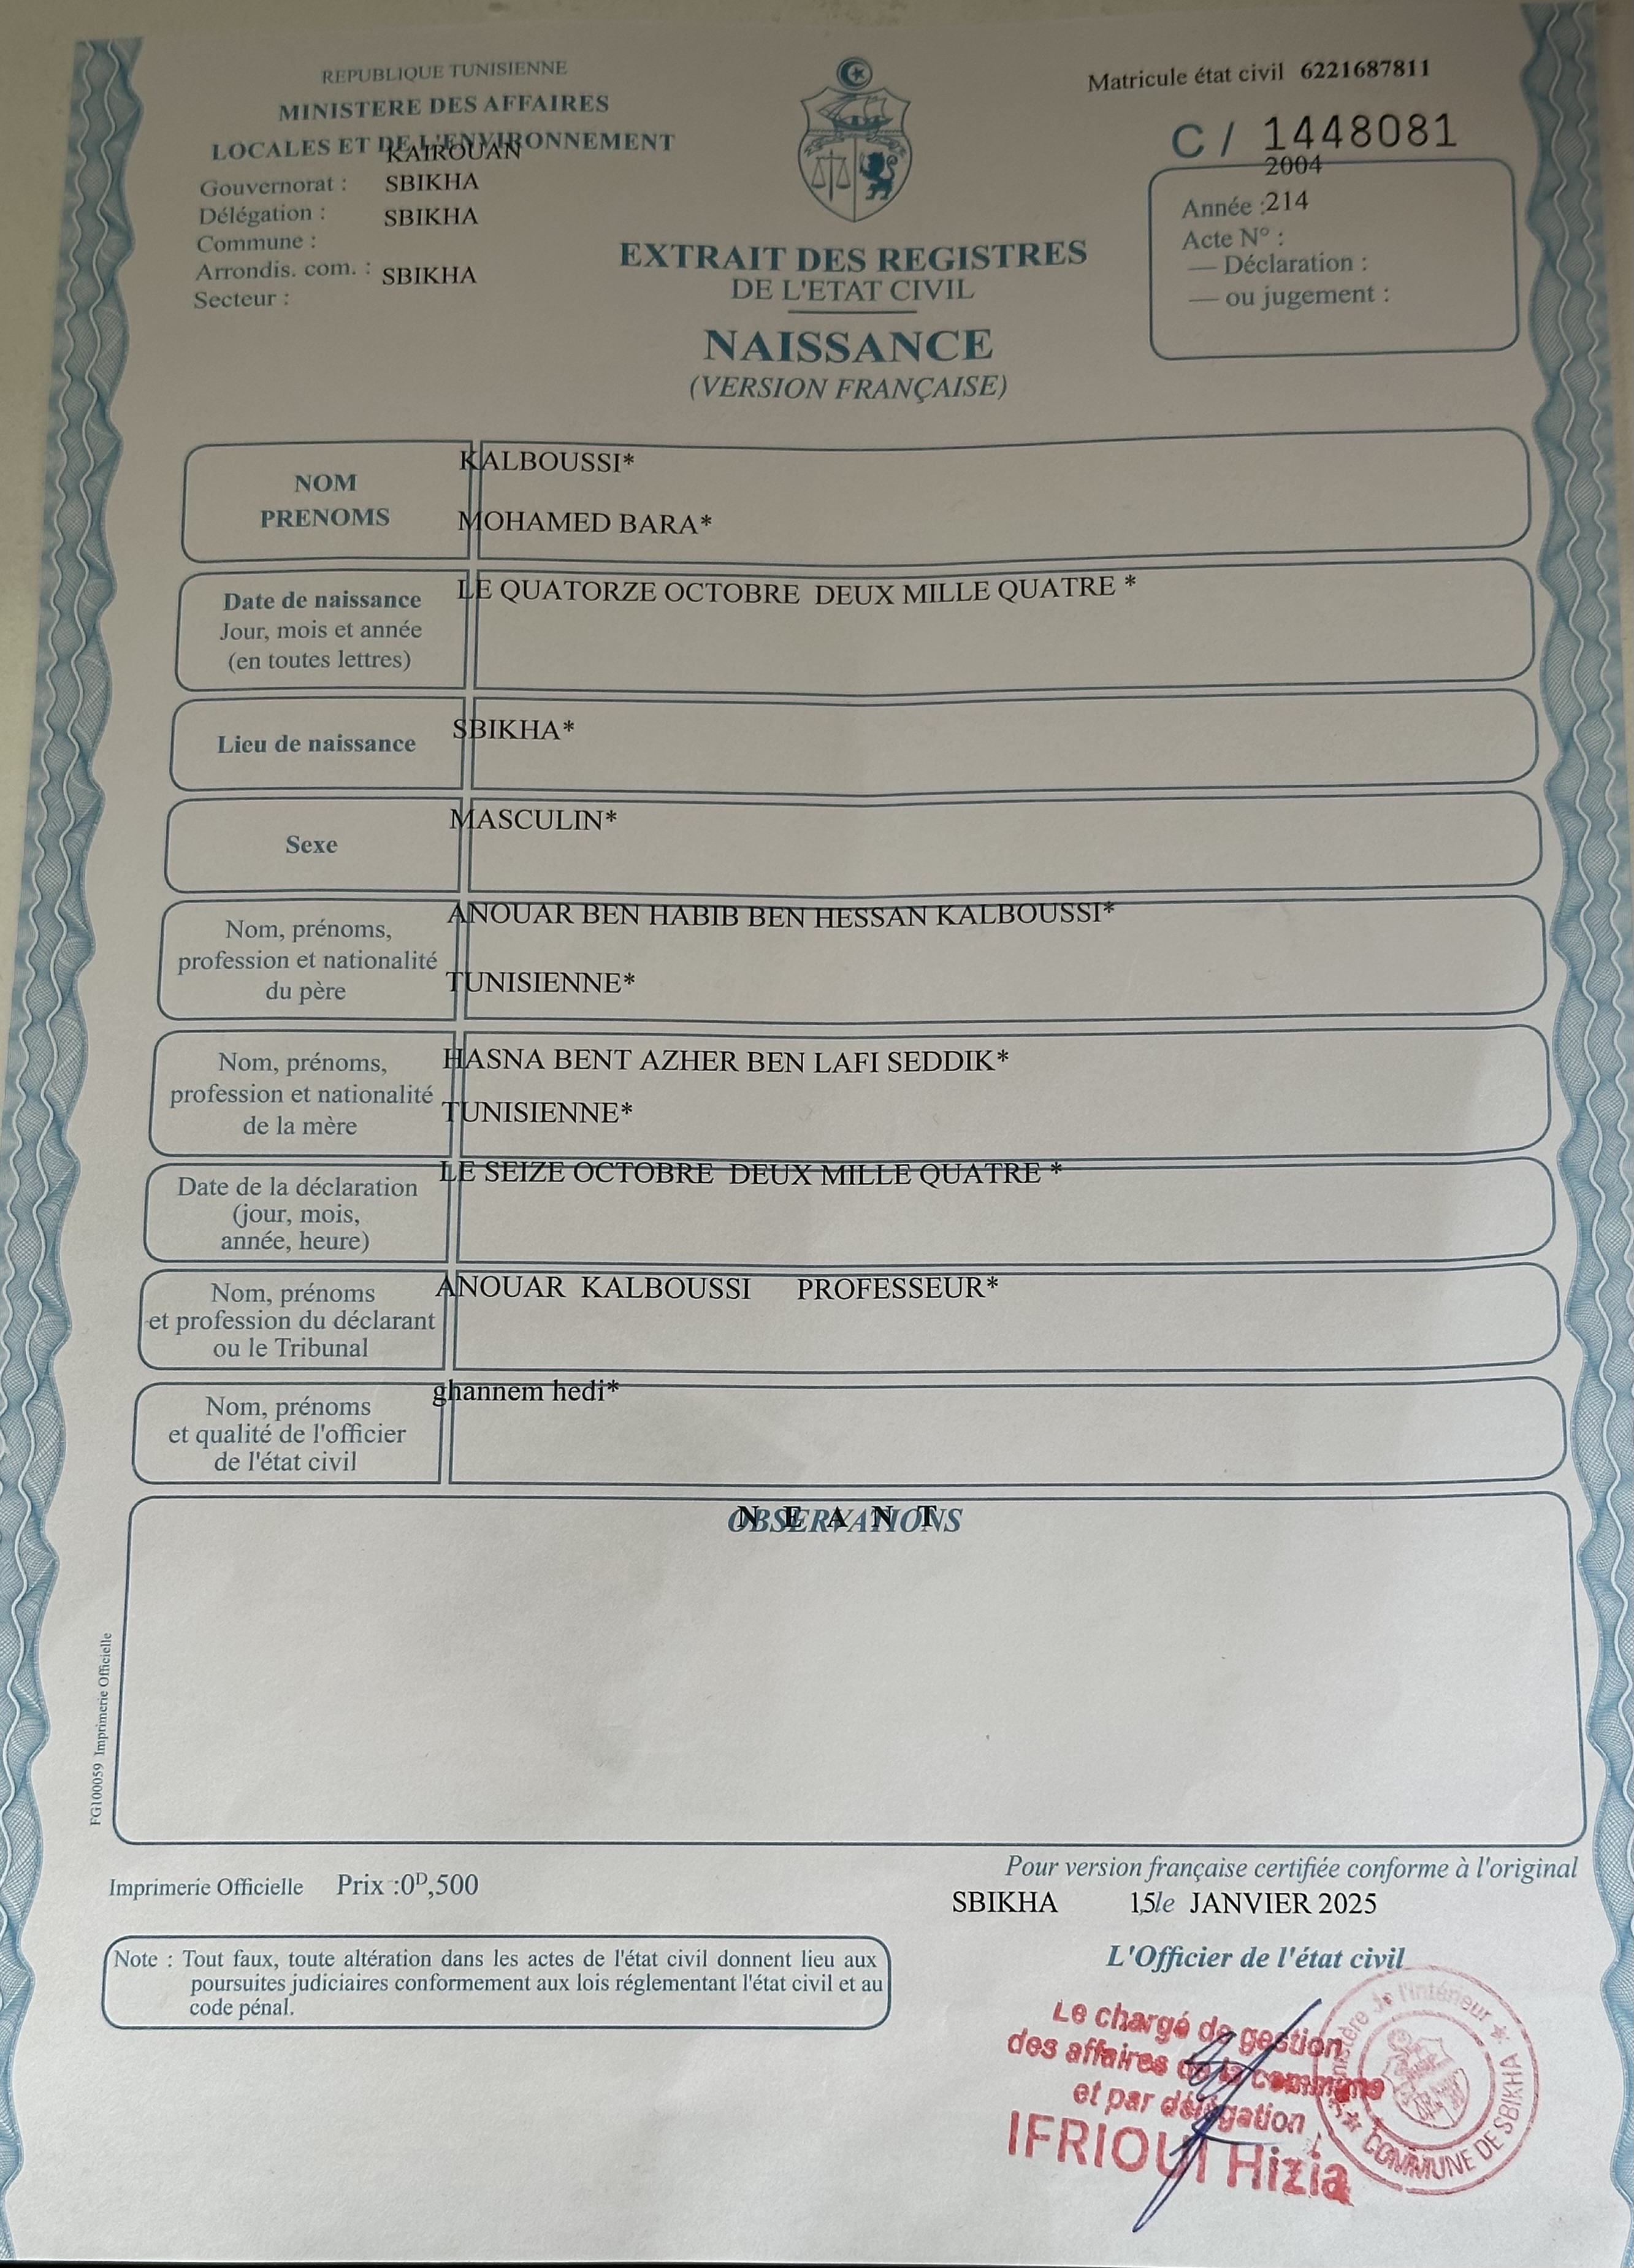 REPUBLIQUE TUNISIENNE
MINISTERE DES AFFAIRES
LOCALES ET DE L'ENVIRONNEMENT
KAIROUAN
Gouvernorat : SBIKHA
Délégation : SBIKHA
Commune :
Arrondis. com. : SBIKHA
Secteur :
Matricule état civil 6221687811
C / 1448081
2004
Année :214
Acte N° :
— Déclaration :
— ou jugement :
EXTRAIT DES REGISTRES
DE L'ETAT CIVIL
NAISSANCE
(VERSION FRANÇAISE)
NOM
PRENOMS
KALBOUSSI*
MOHAMED BARA*
Date de naissance
Jour, mois et année
(en toutes lettres)
LE QUATORZE OCTOBRE DEUX MILLE QUATRE *
Lieu de naissance
SBIKHA*
Sexe
MASCULIN*
Nom, prénoms,
profession et nationalité
du père
ANOUAR BEN HABIB BEN HESSAN KALBOUSSI*
TUNISIENNE*
Nom, prénoms,
profession et nationalité
de la mère
HASNA BENT AZHER BEN LAFI SEDDIK*
TUNISIENNE*
Date de la déclaration
(jour, mois,
année, heure)
LE SEIZE OCTOBRE DEUX MILLE QUATRE *
Nom, prénoms
et profession du déclarant
ou le Tribunal
ANOUAR KALBOUSSI PROFESSEUR*
Nom, prénoms
et qualité de l'officier
de l'état civil
ghannem hedi*
OBSERVATIONS
N E A N T
FG100059 Imprimerie Officielle
Imprimerie Officielle Prix :0ᴰ,500
Note : Tout faux, toute altération dans les actes de l'état civil donnent lieu aux
poursuites judiciaires conformement aux lois réglementant l'état civil et au
code pénal.
Pour version française certifiée conforme à l'original
SBIKHA 15, le JANVIER 2025
L'Officier de l'état civil
Le chargé de gestion
des affaires de la commune
et par délégation
IFRIOUI Hizia
Ministère de l'intérieur
COMMUNE DE SBIKHA